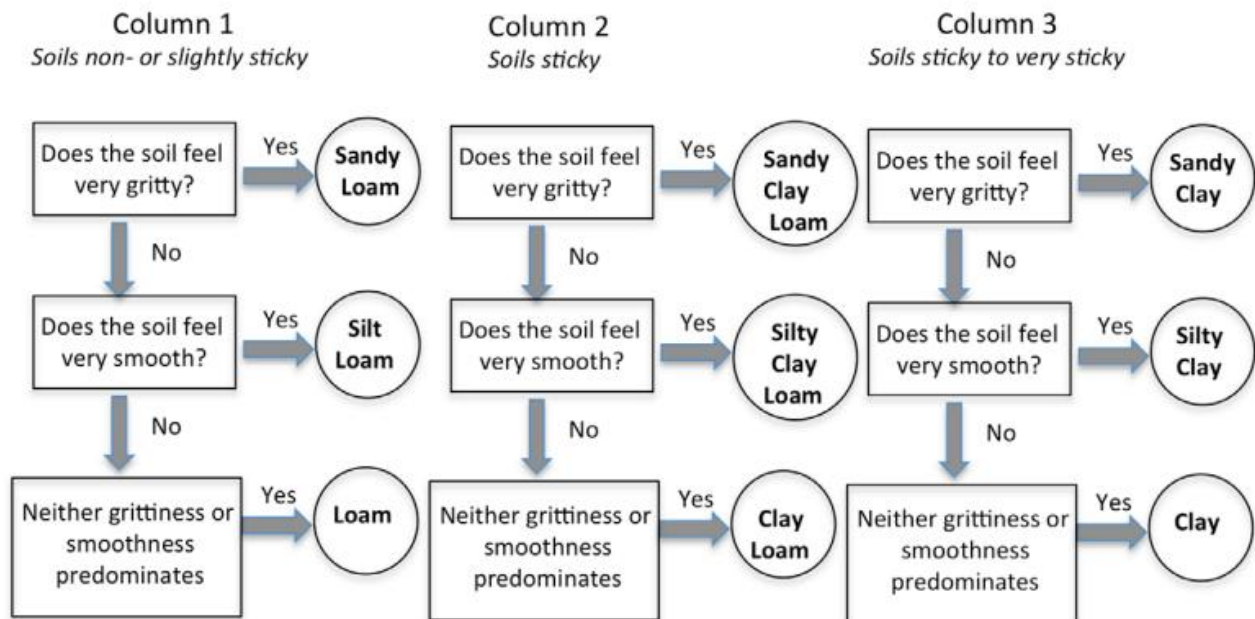 Column 1
Soils non- or slightly sticky
Does the soil feel
very gritty?
Yes
Sandy
Loam
No
Does the soil feel
very smooth?
Yes
Silt
Loam
No
Neither grittiness or
smoothness
predominates
Yes
Loam
Column 2
Soils sticky
Does the soil feel
very gritty?
Yes
Sandy
Clay
Loam
No
Does the soil feel
very smooth?
Yes
Silty
Clay
Loam
No
Neither grittiness or
smoothness
predominates
Yes
Clay
Loam
Column 3
Soils sticky to very sticky
Does the soil feel
very gritty?
Yes
Sandy
Clay
No
Does the soil feel
very smooth?
Yes
Silty
Clay
No
Neither grittiness or
smoothness
predominates
Yes
Clay